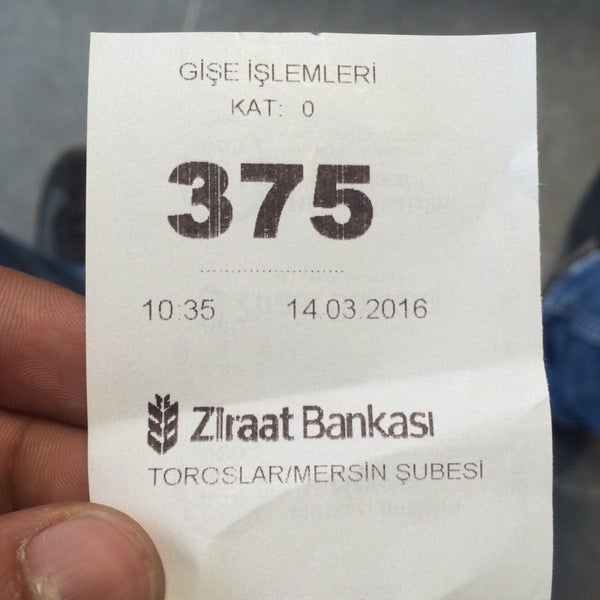 GİŞE İŞLEMLERİ
KAT: 0
375
10:35 14.03.2016
Ziraat Bankası
TOROSLAR/MERSİN ŞUBESİ